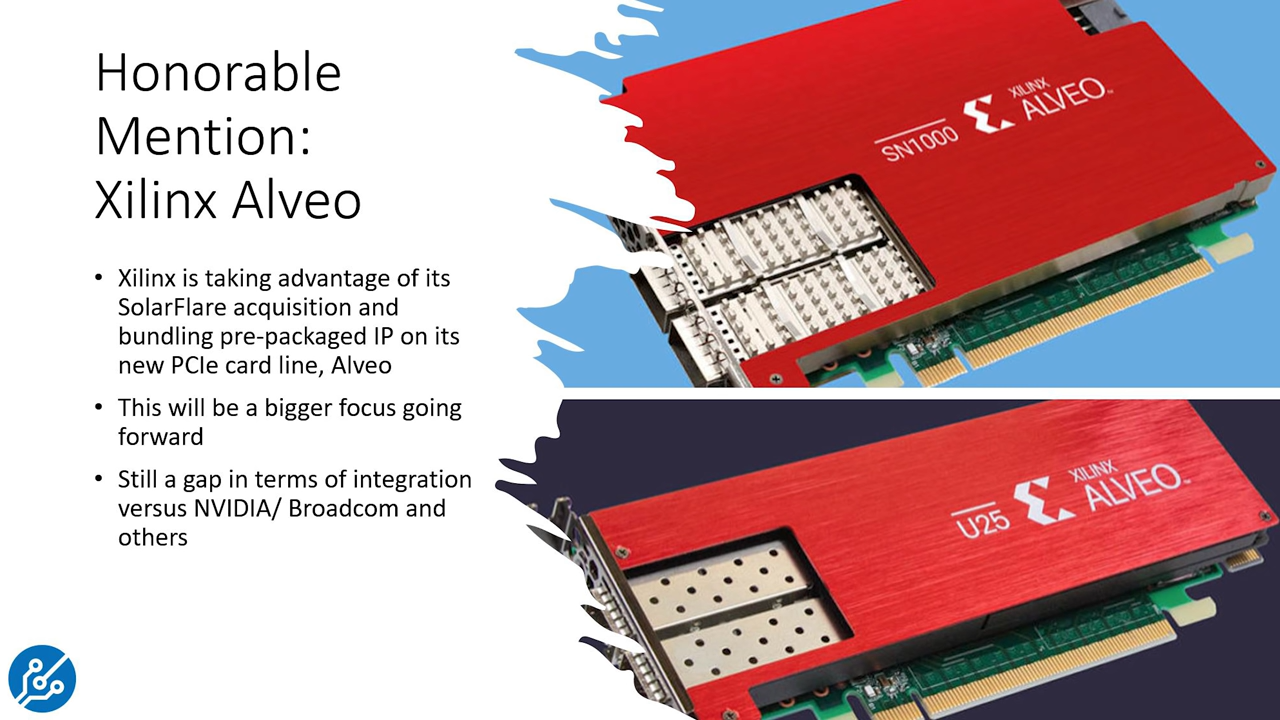 Honorable
Mention:
Xilinx Alveo
• Xilinx is taking advantage of its
SolarFlare acquisition and
bundling pre-packaged IP on its
new PCIe card line, Alveo
• This will be a bigger focus going
forward
• Still a gap in terms of integration
versus NVIDIA/ Broadcom and
others
SN1000
XILINX
ALVEO™
U25
XILINX
ALVEO™